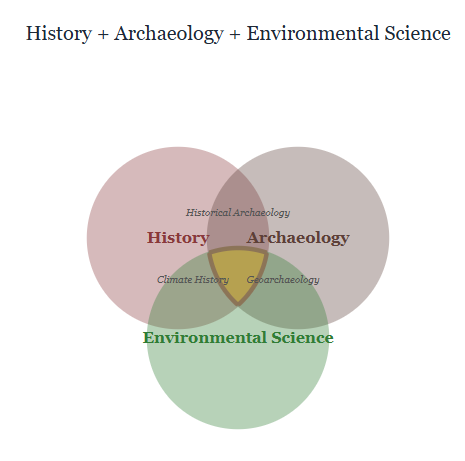 History + Archaeology + Environmental Science
Historical Archaeology
History
Archaeology
Climate History
Geoarchaeology
Environmental Science